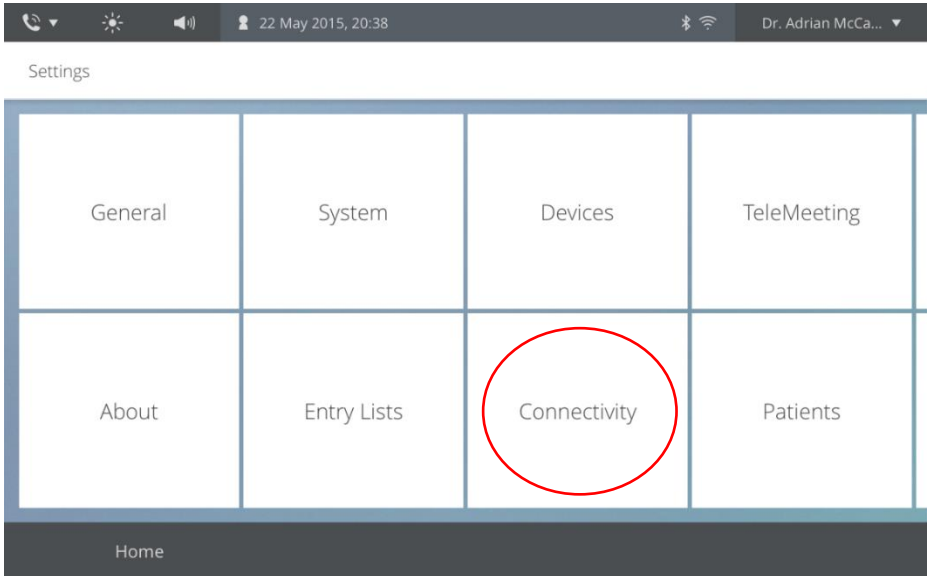 22 May 2015, 20:38 Dr. Adrian McCa...
Settings
General System Devices TeleMeeting
About Entry Lists Connectivity Patients
Home